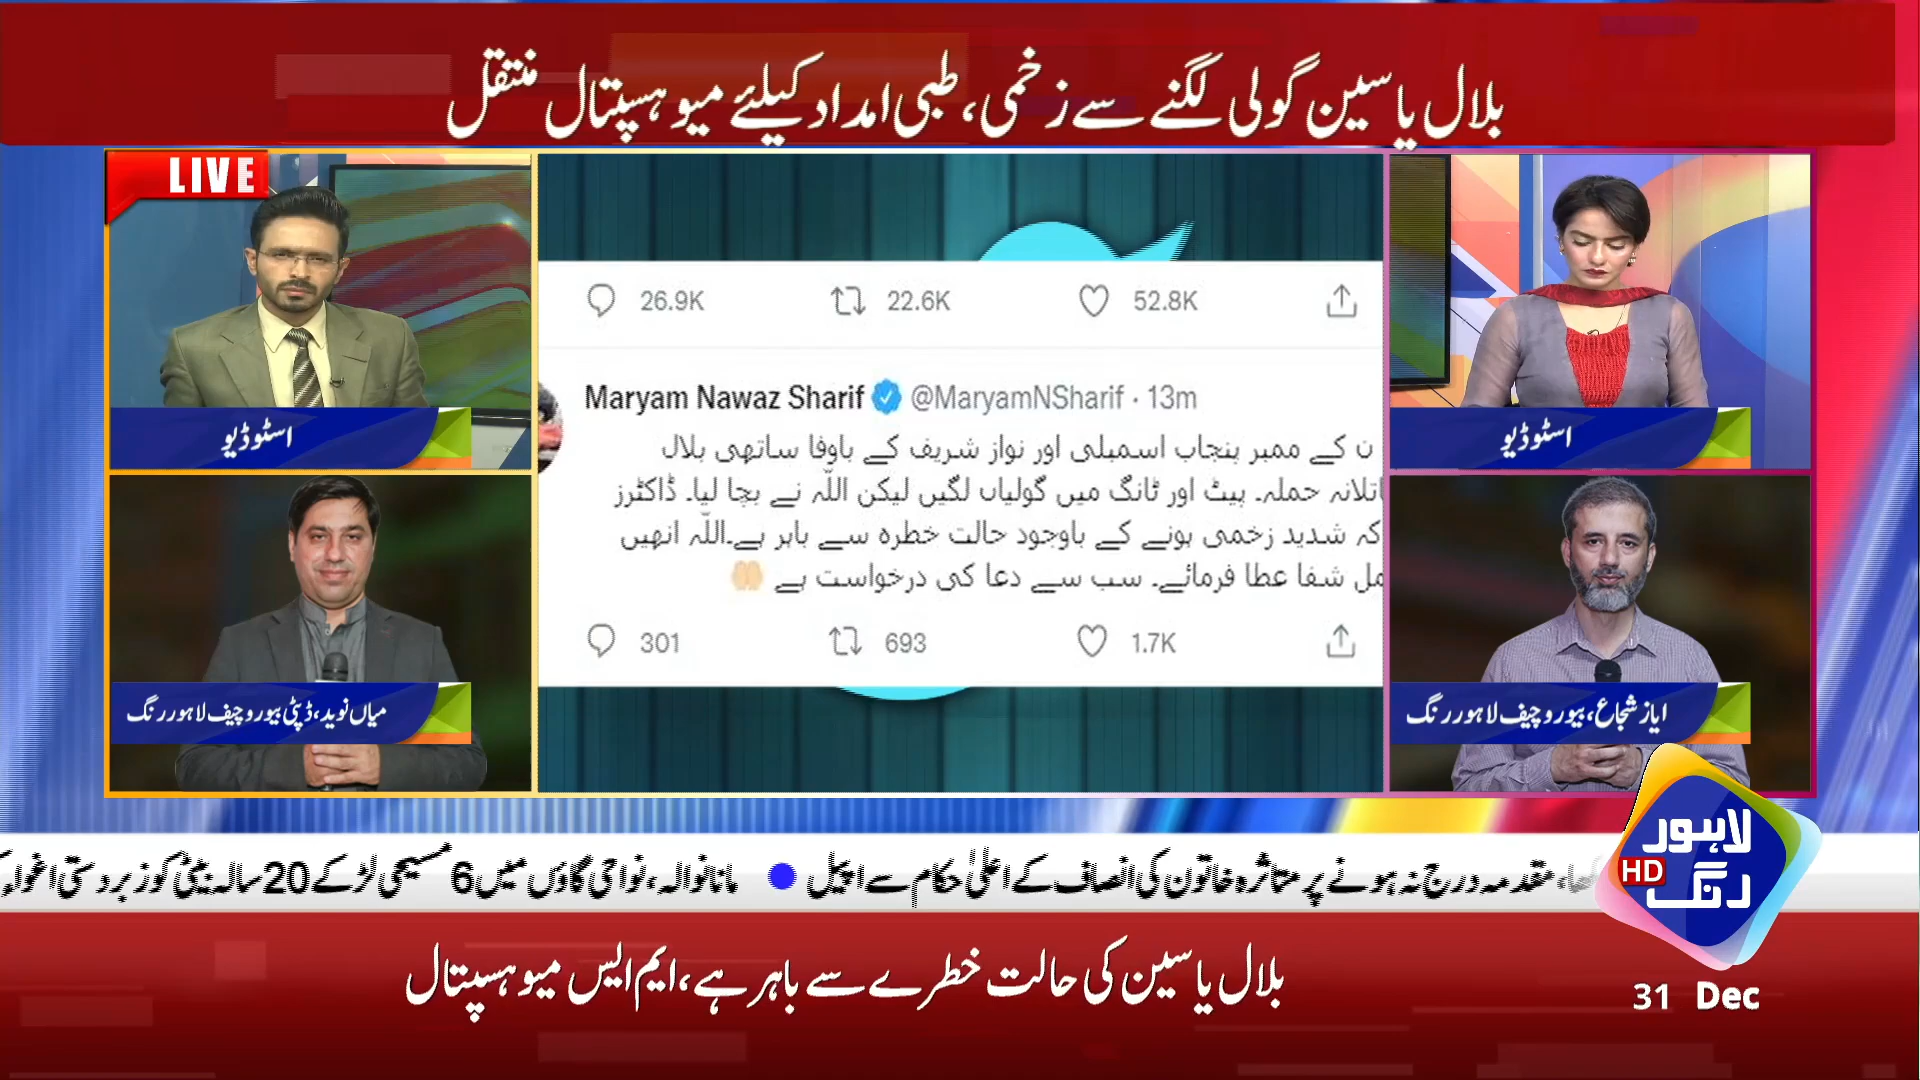 بلال یاسین گولی لگنے سے زخمی، طبی امداد کیلئے میو ہسپتال منتقل
LIVE
26.9K 22.6K 52.8K
Maryam Nawaz Sharif @MaryamNSharif · 13m
ن کے ممبر پنجاب اسمبلی اور نواز شریف کے باوفا ساتھی بلال
اتلانہ حملہ۔ پیٹ اور ٹانگ میں گولیاں لگیں لیکن اللّہ نے بچا لیا۔ ڈاکٹرز
کہ شدید زخمی ہونے کے باوجود حالت خطرہ سے باہر ہے۔اللّہ انھیں
مل شفا عطا فرمائے۔ سب سے دعا کی درخواست ہے 🤲🏻
301 693 1.7K
اسٹوڈیو
اسٹوڈیو
میاں نوید، ڈپٹی بیورو چیف لاہور رنگ
ایاز شجاع، بیورو چیف لاہور رنگ
لاہور
رنگ
HD
مقدمہ درج نہ ہونے پر متاثرہ خاتون کی انصاف کے اعلیٰ حکام سے اپیل ● مانانوالہ، نواحی گاؤں میں 6 مسیحی لڑکے 20 سالہ بیٹی کو زبردستی اغواء
بلال یاسین کی حالت خطرے سے باہر ہے، ایم ایس میو ہسپتال
31 Dec